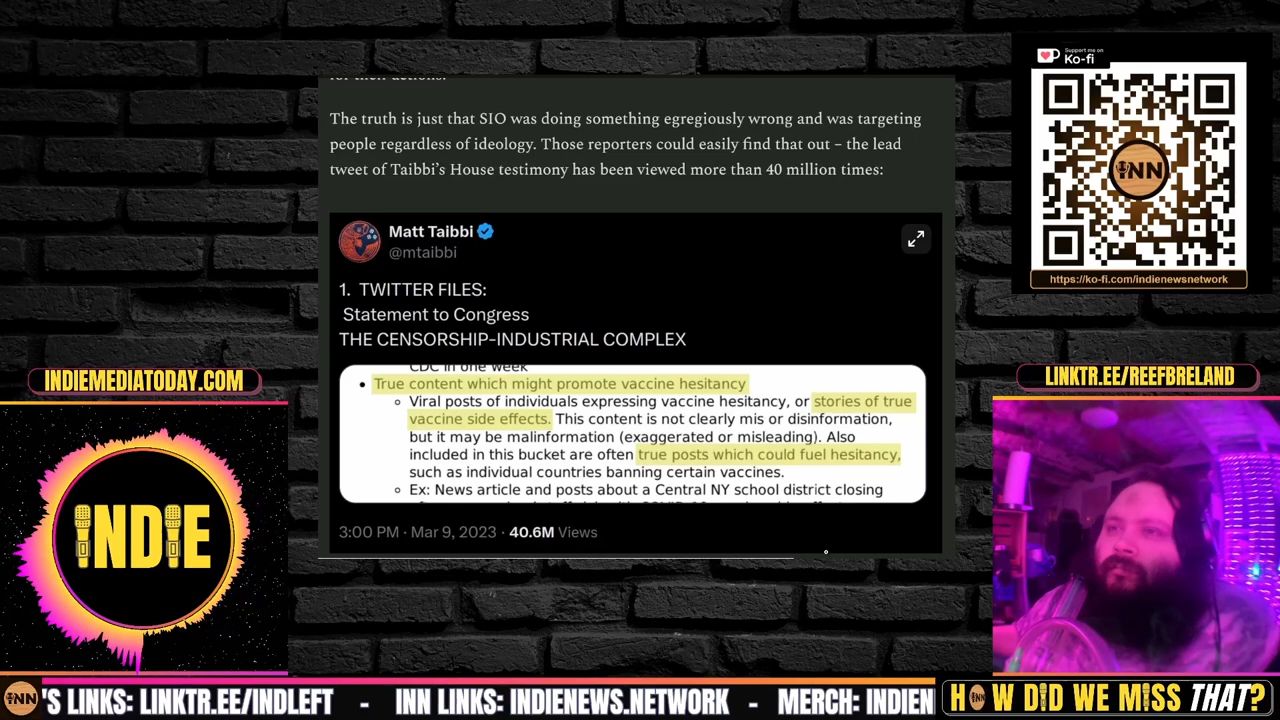 for their actions.
The truth is just that SIO was doing something egregiously wrong and was targeting
people regardless of ideology. Those reporters could easily find that out – the lead
tweet of Taibbi's House testimony has been viewed more than 40 million times:
Matt Taibbi
@mtaibbi
1. TWITTER FILES:
Statement to Congress
THE CENSORSHIP-INDUSTRIAL COMPLEX
CDC in one week
• True content which might promote vaccine hesitancy
Viral posts of individuals expressing vaccine hesitancy, or stories of true
vaccine side effects. This content is not clearly mis or disinformation,
but it may be malinformation (exaggerated or misleading). Also
included in this bucket are often true posts which could fuel hesitancy,
such as individual countries banning certain vaccines.
Ex: News article and posts about a Central NY school district closing
3:00 PM · Mar 9, 2023 · 40.6M Views
Support me on
Ko-fi
INN
https://ko-fi.com/indienewsnetwork
INDIEMEDIATODAY.COM
LINKTR.EE/REEFBRELAND
INDIE
INN
'S LINKS: LINKTR.EE/INDLEFT - INN LINKS: INDIENEWS.NETWORK - MERCH: INDIEN
HOW DID WE MISS THAT?